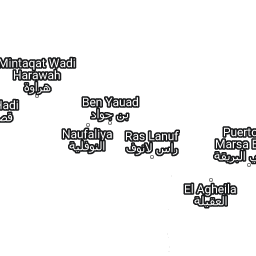 Mintaqat Wadi
Harawah
هراوة
Hadi
قص
Ben Yauad
بن جواد
Naufaliya
النوفلية
Ras Lanuf
راس لانوف
Puerto
Marsa B
ي البريقة
El Agheila
العقيلة